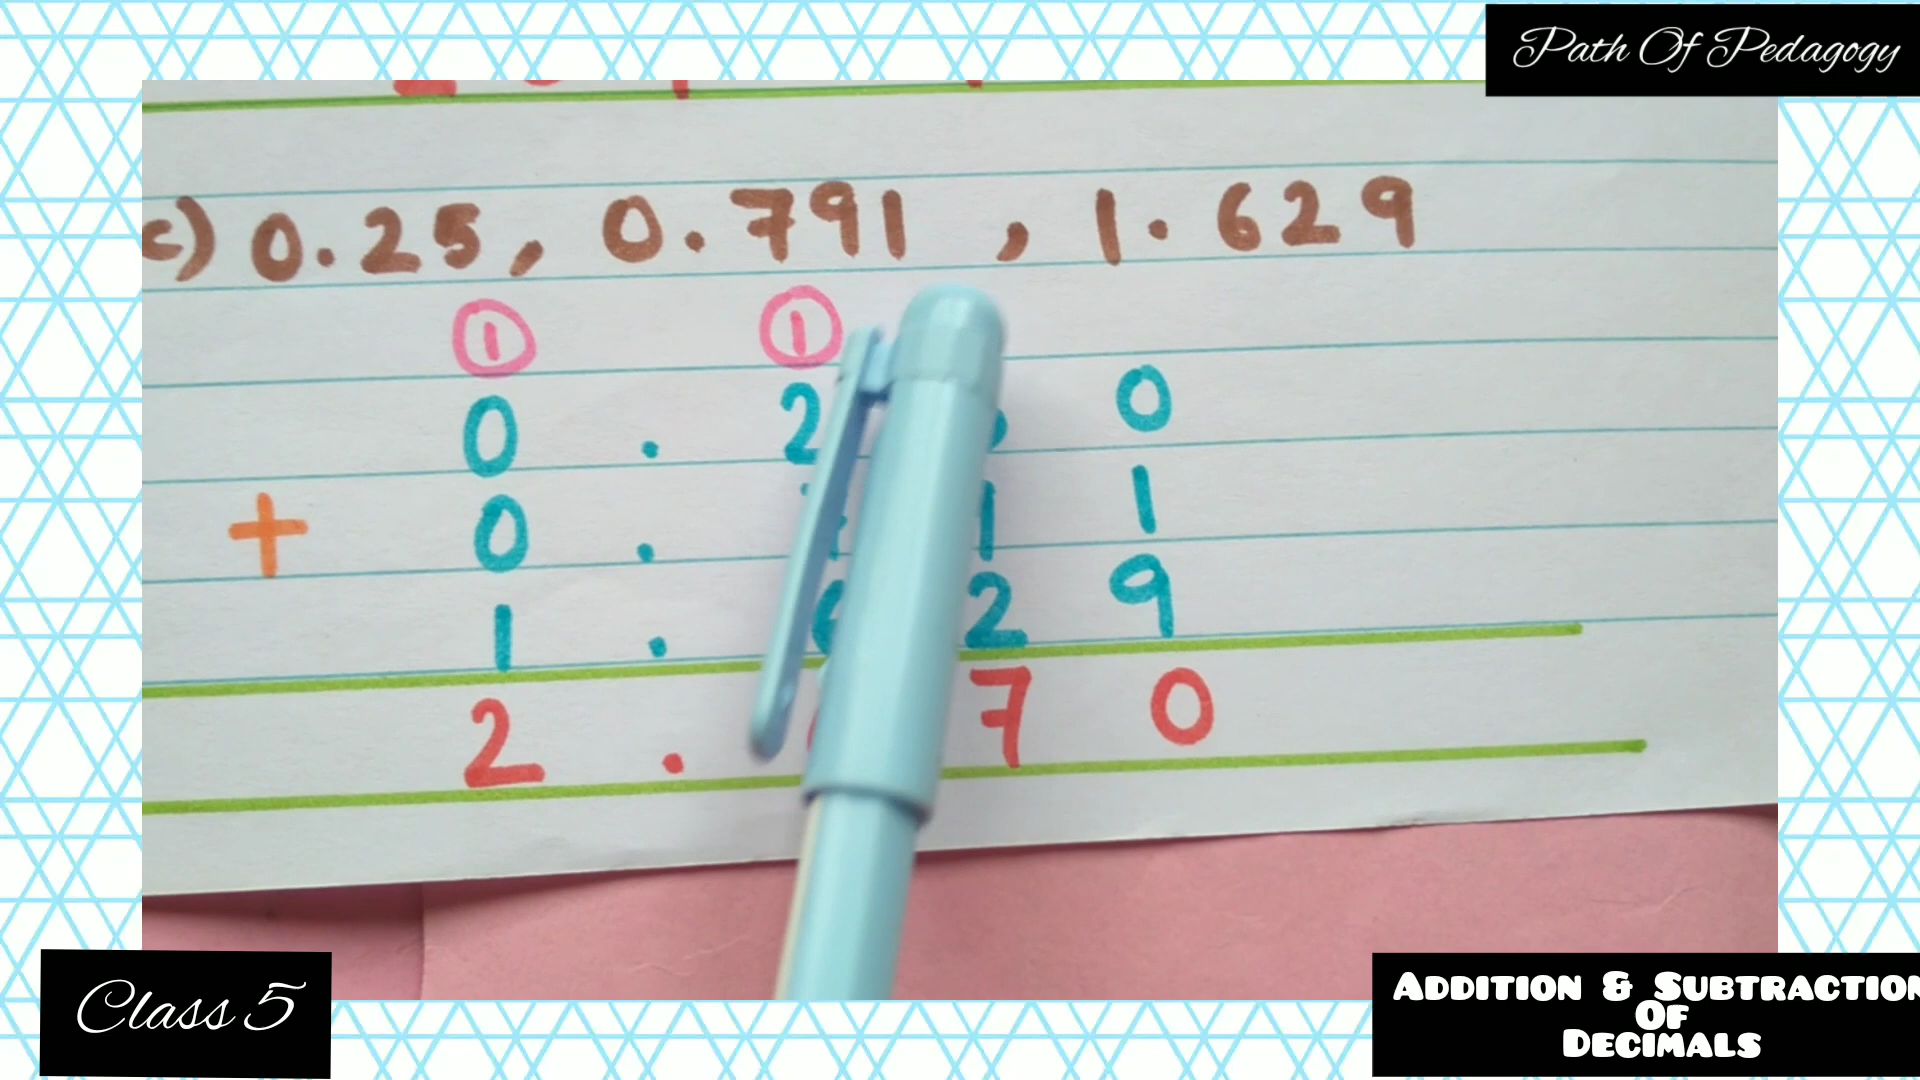 Path Of Pedagogy
c) 0.25, 0.791 , 1.629
1 1
0 . 2 0
+ 0 . 1
1 . 2 9
2 . 7 0
Class 5
Addition & Subtraction
Of
Decimals